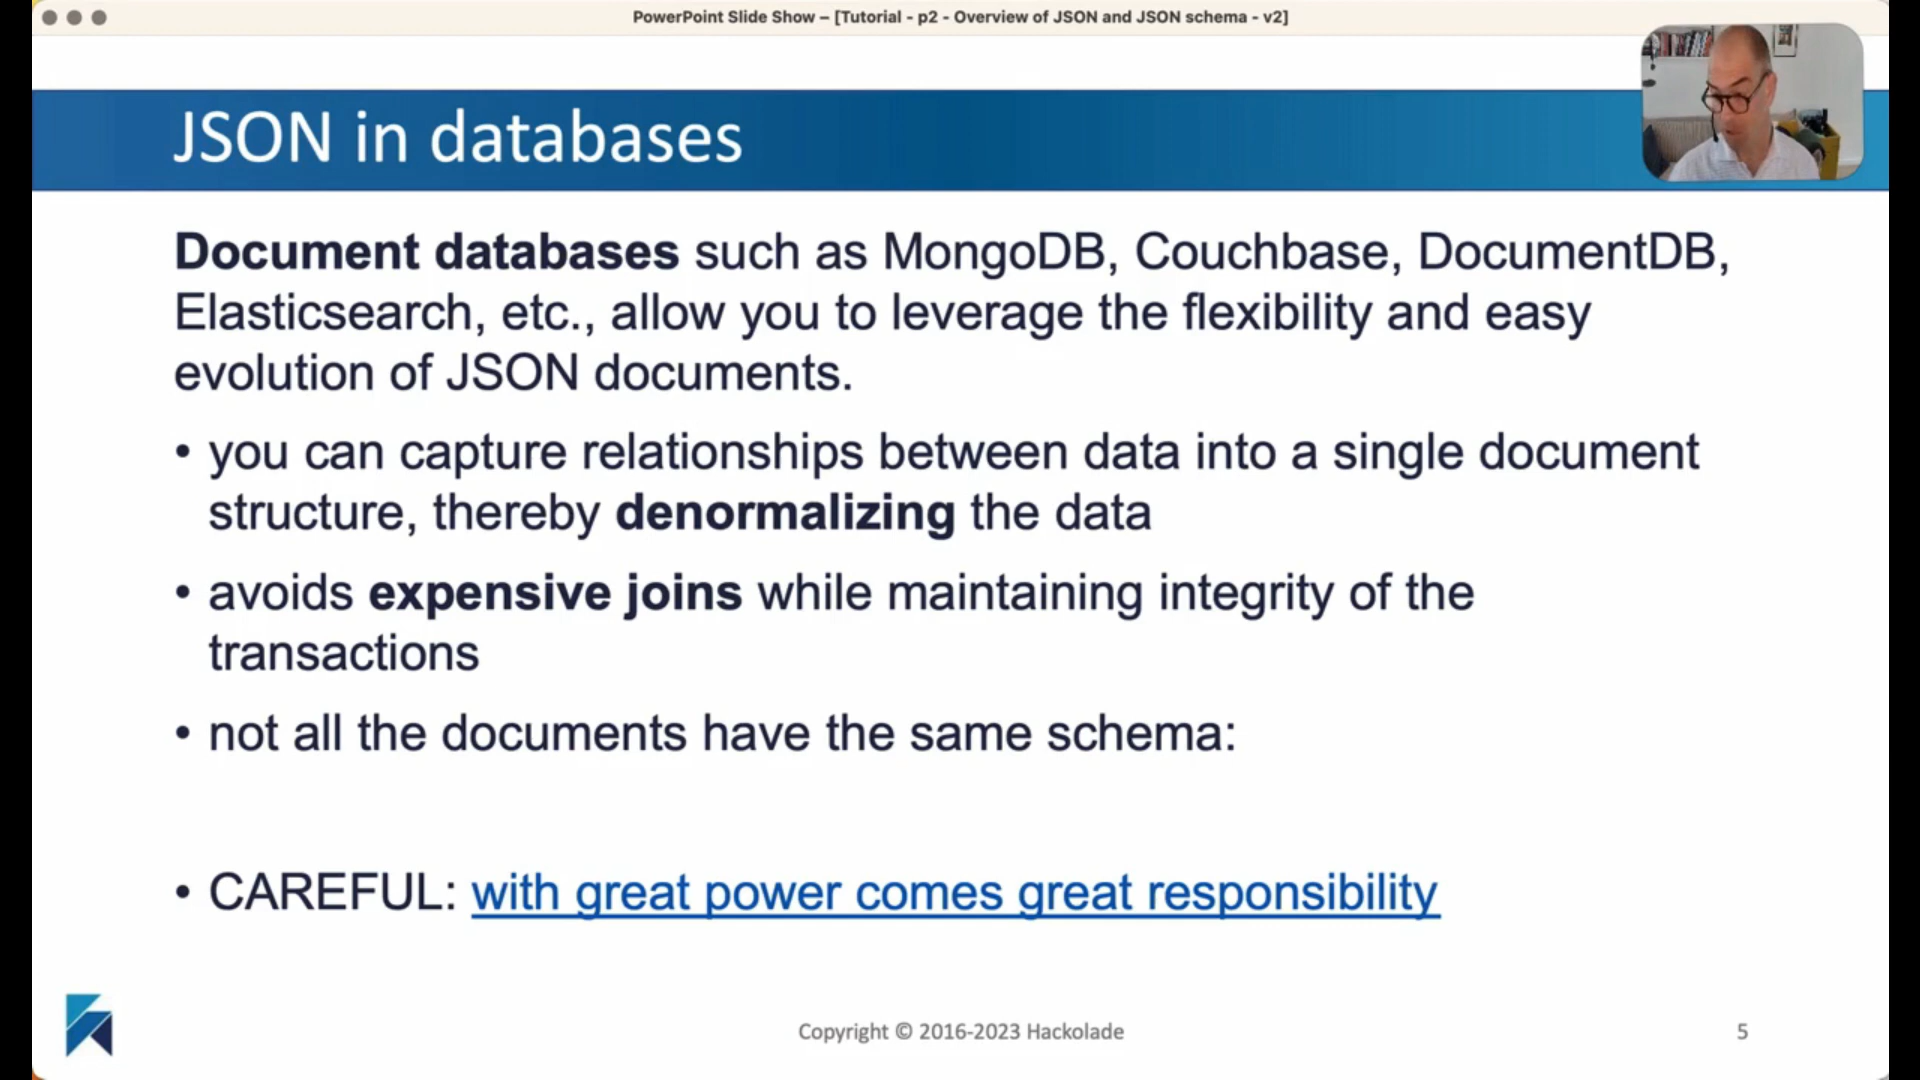 PowerPoint Slide Show – [Tutorial - p2 - Overview of JSON and JSON schema - v2]
JSON in databases
Document databases such as MongoDB, Couchbase, DocumentDB,
Elasticsearch, etc., allow you to leverage the flexibility and easy
evolution of JSON documents.
• you can capture relationships between data into a single document
structure, thereby denormalizing the data
• avoids expensive joins while maintaining integrity of the
transactions
• not all the documents have the same schema:
• CAREFUL: with great power comes great responsibility
Copyright © 2016-2023 Hackolade
5